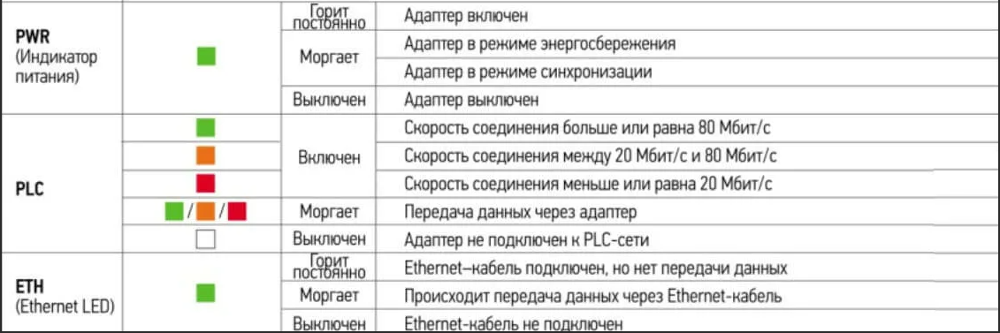 Горит
постоянно
Адаптер включен
PWR
(Индикатор
питания)
Моргает
Адаптер в режиме энергосбережения
Адаптер в режиме синхронизации
Выключен
Адаптер выключен
PLC
Включен
Скорость соединения больше или равна 80 Мбит/с
Скорость соединения между 20 Мбит/с и 80 Мбит/с
Скорость соединения меньше или равна 20 Мбит/с
/ /
Моргает
Передача данных через адаптер
Выключен
Адаптер не подключен к PLC-сети
ETH
(Ethernet LED)
Горит
постоянно
Ethernet–кабель подключен, но нет передачи данных
Моргает
Происходит передача данных через Ethernet-кабель
Выключен
Ethernet-кабель не подключен